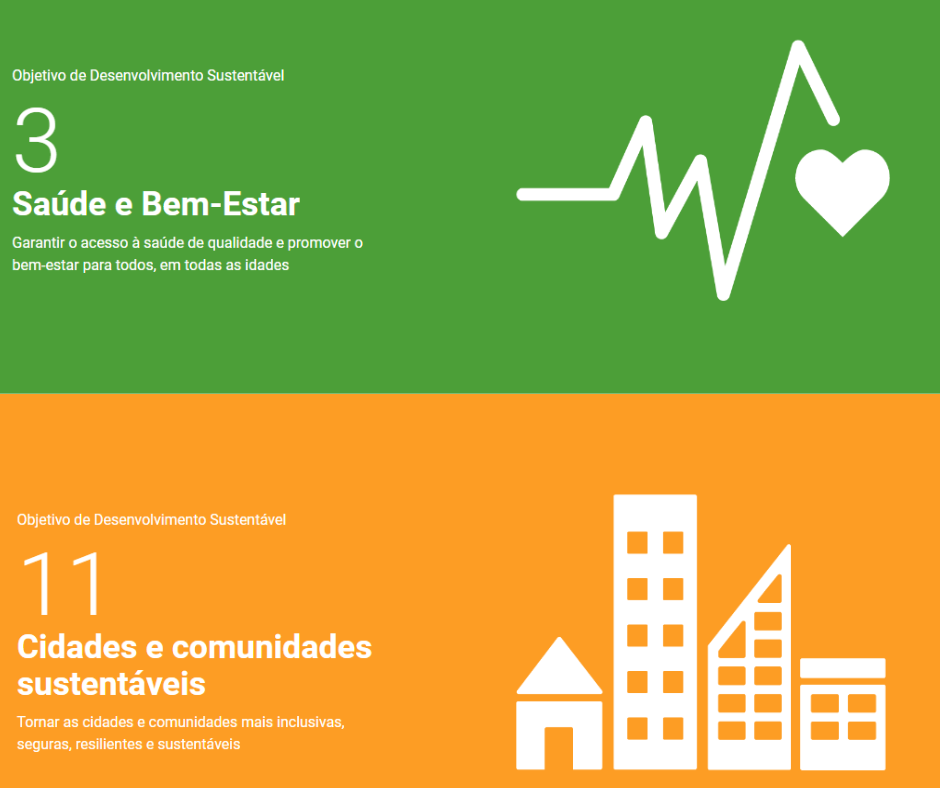 Objetivo de Desenvolvimento Sustentável
3
Saúde e Bem-Estar
Garantir o acesso à saúde de qualidade e promover o
bem-estar para todos, em todas as idades
Objetivo de Desenvolvimento Sustentável
11
Cidades e comunidades
sustentáveis
Tornar as cidades e comunidades mais inclusivas,
seguras, resilientes e sustentáveis